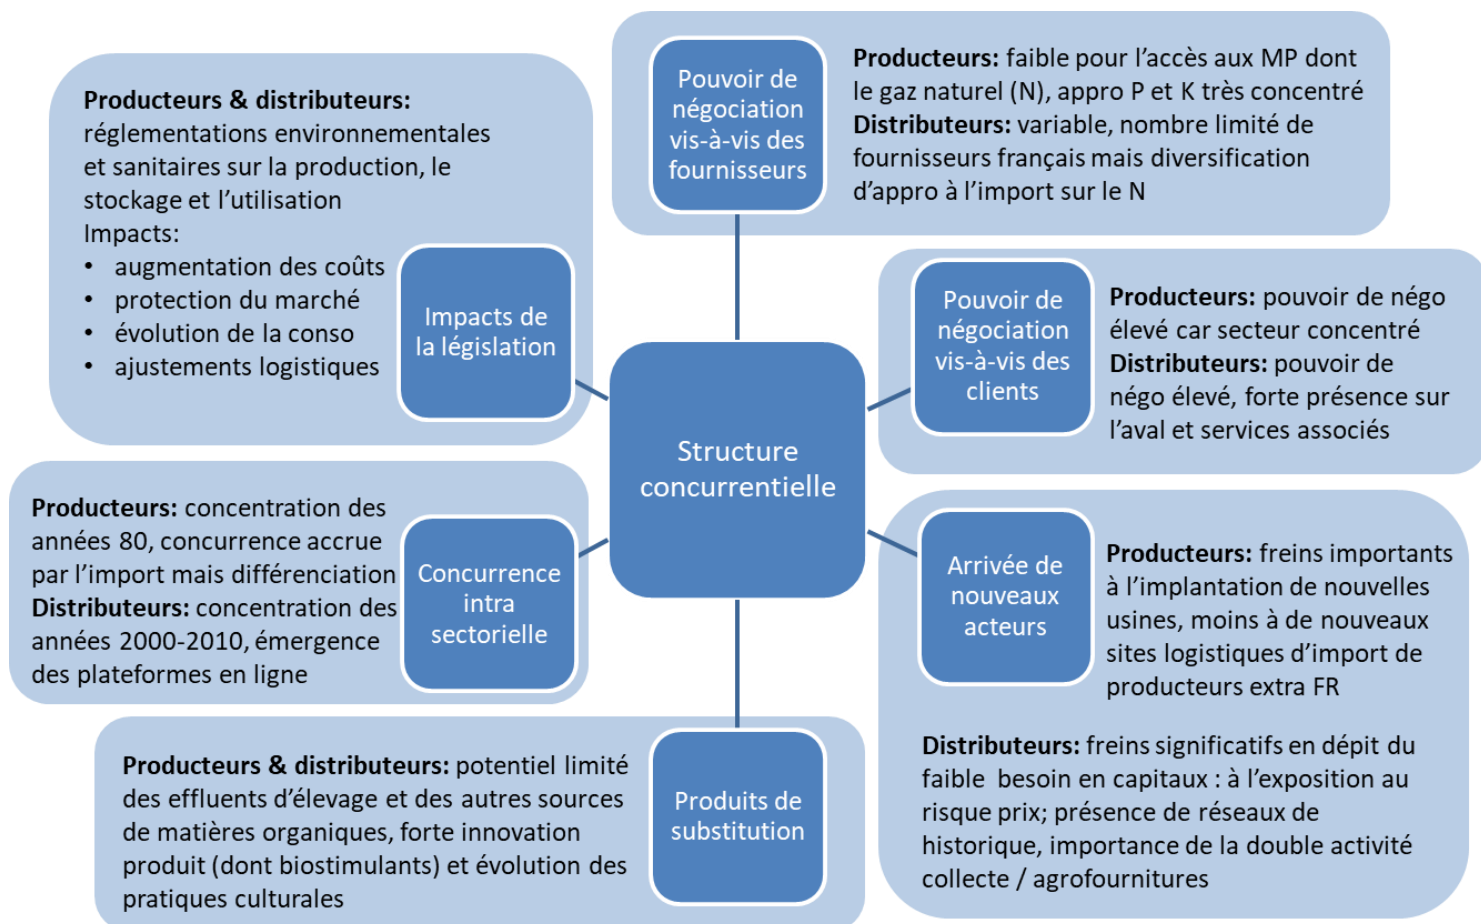 Producteurs & distributeurs:
réglementations environnementales
et sanitaires sur la production, le
stockage et l’utilisation
Impacts:
• augmentation des coûts
• protection du marché
• évolution de la conso
• ajustements logistiques
Impacts de
la législation
Pouvoir de
négociation
vis-à-vis des
fournisseurs
Producteurs: faible pour l’accès aux MP dont
le gaz naturel (N), appro P et K très concentré
Distributeurs: variable, nombre limité de
fournisseurs français mais diversification
d’appro à l’import sur le N
Pouvoir de
négociation
vis-à-vis des
clients
Producteurs: pouvoir de négo
élevé car secteur concentré
Distributeurs: pouvoir de
négo élevé, forte présence sur
l’aval et services associés
Structure
concurrentielle
Producteurs: concentration des
années 80, concurrence accrue
par l’import mais différenciation
Distributeurs: concentration des
années 2000-2010, émergence
des plateformes en ligne
Concurrence
intra
sectorielle
Arrivée de
nouveaux
acteurs
Producteurs: freins importants
à l’implantation de nouvelles
usines, moins à de nouveaux
sites logistiques d’import de
producteurs extra FR
Distributeurs: freins significatifs en dépit du
faible  besoin en capitaux : à l’exposition au
risque prix; présence de réseaux de
historique, importance de la double activité
collecte / agrofournitures
Producteurs & distributeurs: potentiel limité
des effluents d’élevage et des autres sources
de matières organiques, forte innovation
produit (dont biostimulants) et évolution des
pratiques culturales
Produits de
substitution